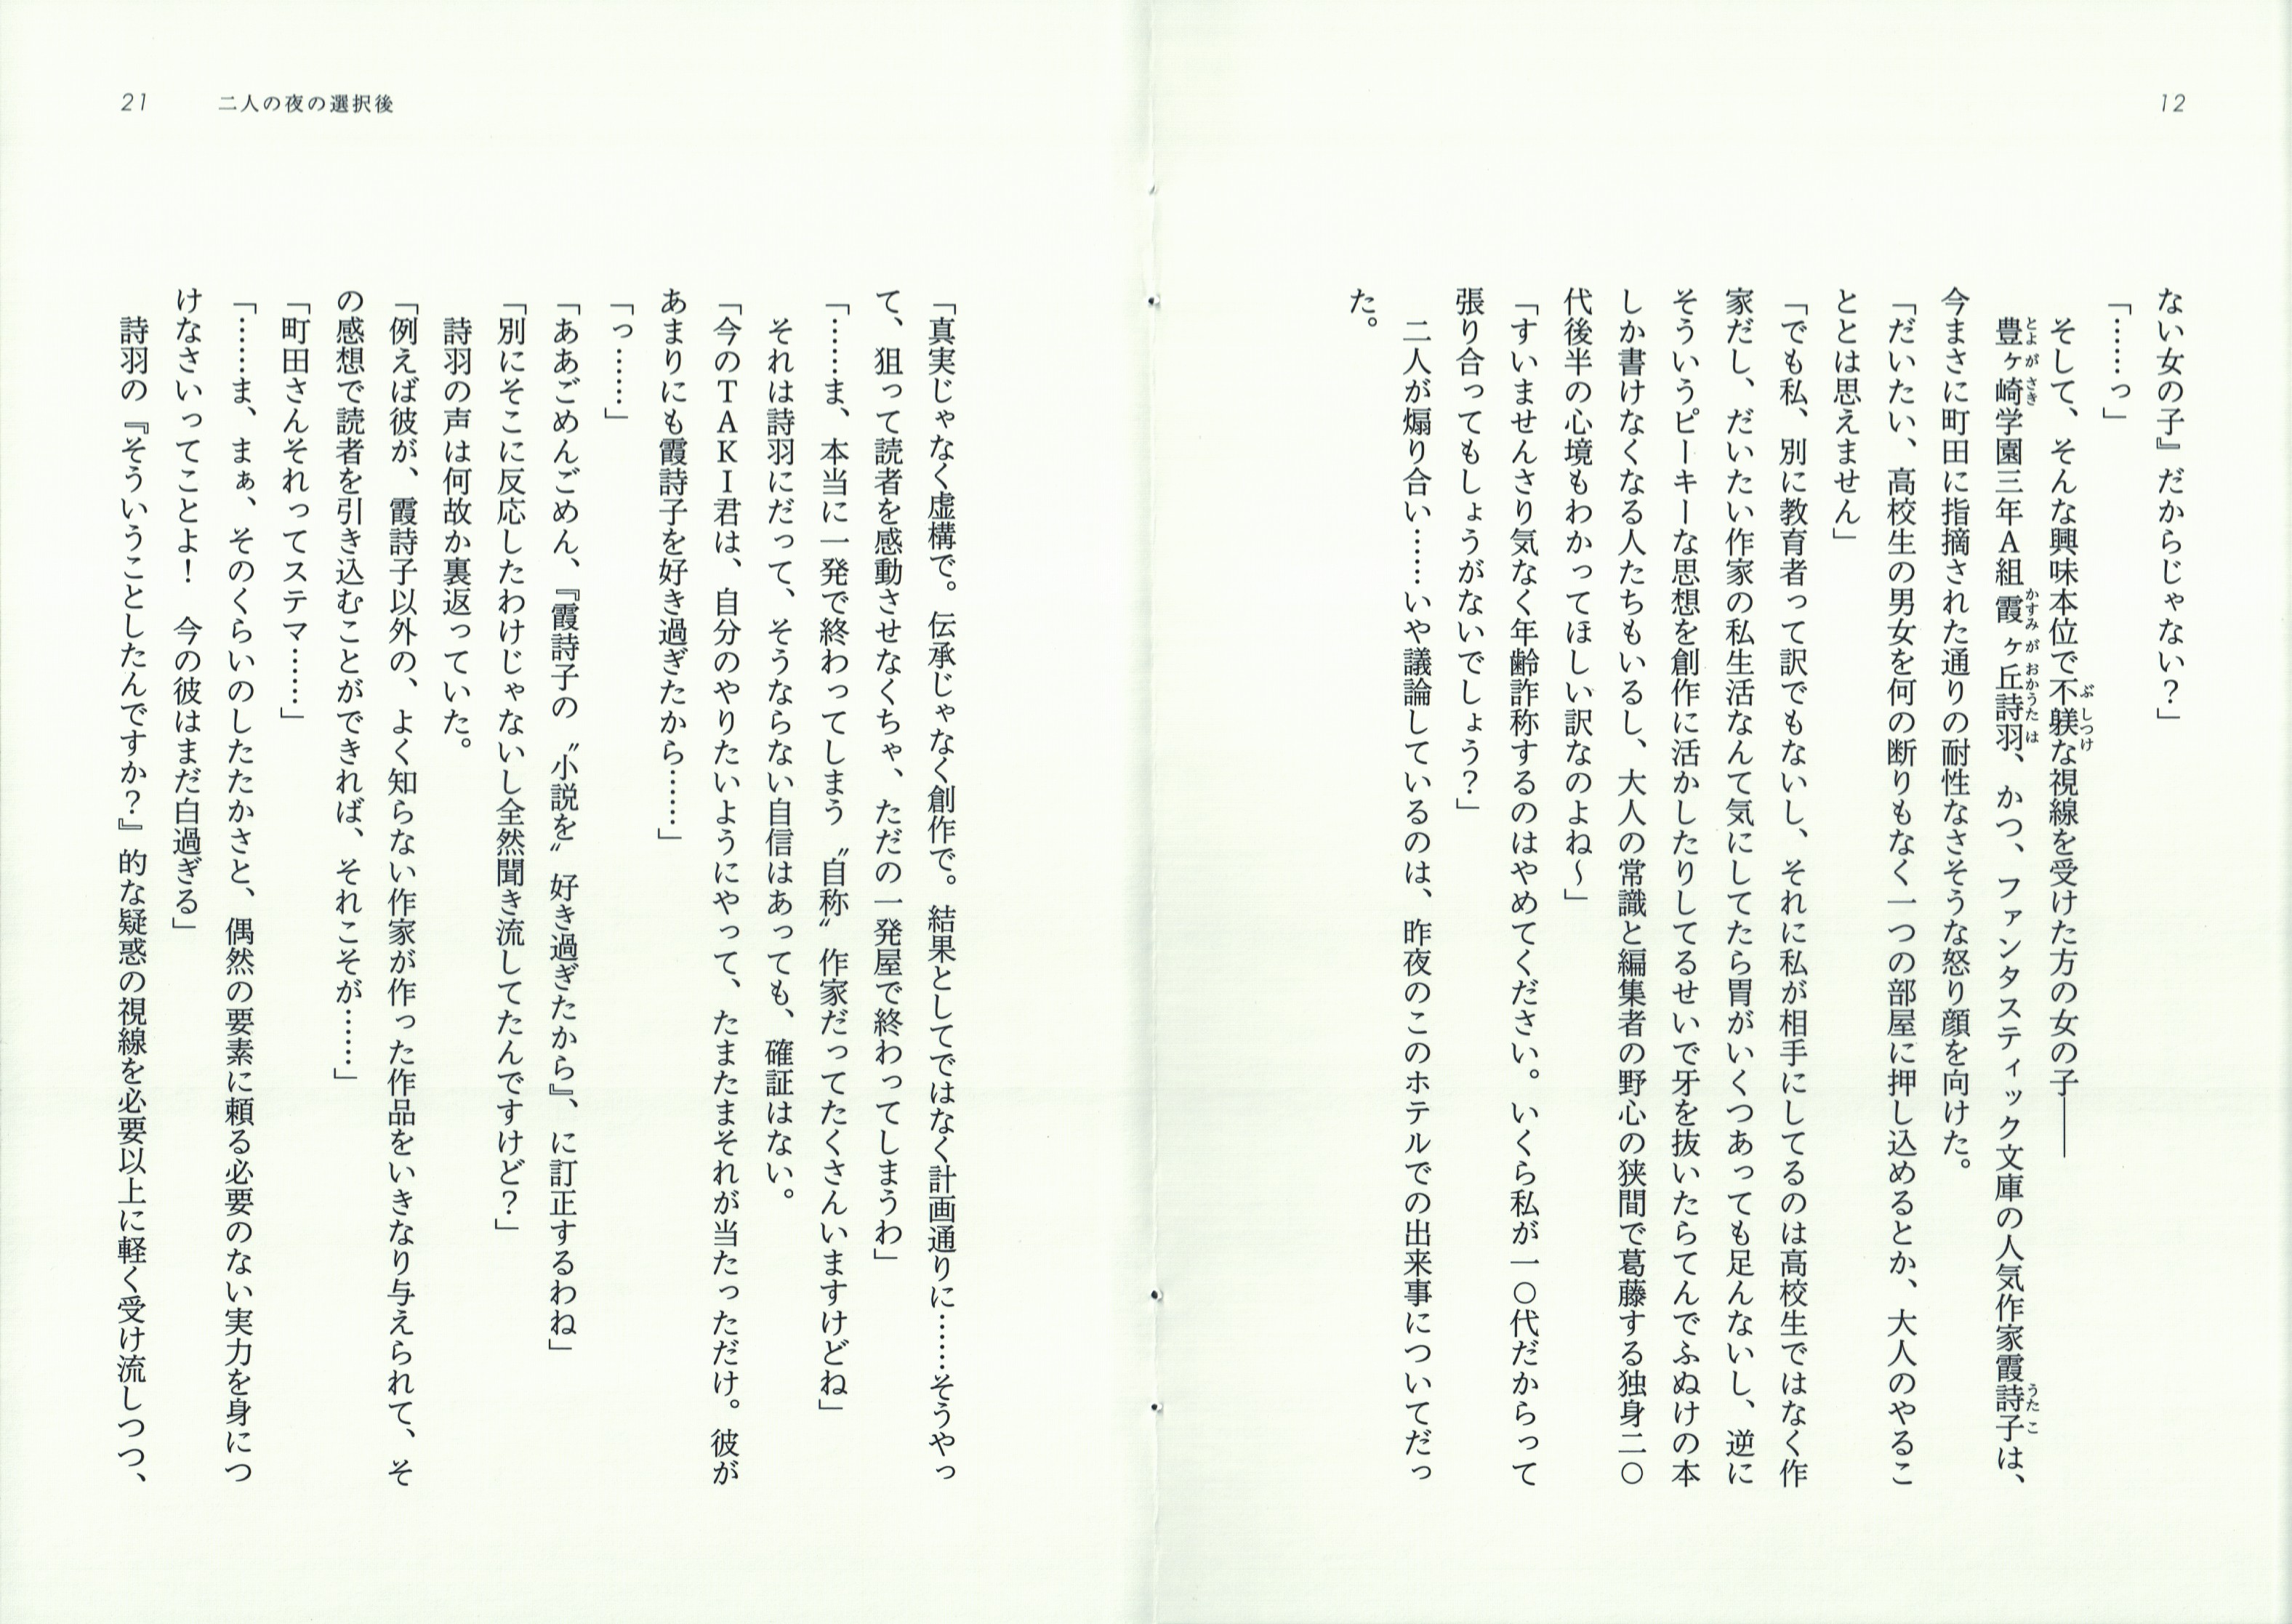 12
ない女の子』だからじゃない？」
「……っ」
そして、そんな興味本位で不躾な視線を受けた方の女の子――
豊ヶ崎学園三年Ａ組　霞ヶ丘詩羽、かつ、ファンタスティック文庫の人気作家霞詩子は、
今まさに町田に指摘された通りの耐性なさそうな怒り顔を向けた。
「だいたい、高校生の男女を何の断りもなく一つの部屋に押し込めるとか、大人のやるこ
ととは思えません」
「でも私、別に教育者って訳でもないし、それに私が相手にしてるのは高校生ではなく作
家だし、だいたい作家の私生活なんて気にしてたら胃がいくつあっても足んないし、逆に
そういうピーキーな思想を創作に活かしたりしてるせいで牙を抜いたらてんでふぬけの本
しか書けなくなる人たちもいるし、大人の常識と編集者の野心の狭間で葛藤する独身二〇
代後半の心境もわかってほしい訳なのよね～」
「すいませんさり気なく年齢詐称するのはやめてください。いくら私が一〇代だからって
張り合ってもしょうがないでしょう？」
二人が煽り合い……いや議論しているのは、昨夜のこのホテルでの出来事についてだっ
た。
21　二人の夜の選択後
「真実じゃなく虚構で。伝承じゃなく創作で。結果としてではなく計画通りに……そうやっ
て、狙って読者を感動させなくちゃ、ただの一発屋で終わってしまうわ」
「……ま、本当に一発で終わってしまう〝自称〟作家だってたくさんいますけどね」
それは詩羽にだって、そうならない自信はあっても、確証はない。
「今のＴＡＫＩ君は、自分のやりたいようにやって、たまたまそれが当たっただけ。彼が
あまりにも霞詩子を好き過ぎたから……」
「っ……」
「ああごめんごめん、『霞詩子の〝小説を〟好き過ぎたから』、に訂正するわね」
「別にそこに反応したわけじゃないし全然聞き流してたんですけど？」
詩羽の声は何故か裏返っていた。
「例えば彼が、霞詩子以外の、よく知らない作家が作った作品をいきなり与えられて、そ
の感想で読者を引き込むことができれば、それこそが……」
「町田さんそれってステマ……」
「……ま、まぁ、そのくらいのしたたかさと、偶然の要素に頼る必要のない実力を身につ
けなさいってことよ！　今の彼はまだ白過ぎる」
詩羽の『そういうことしたんですか？』的な疑惑の視線を必要以上に軽く受け流しつつ、